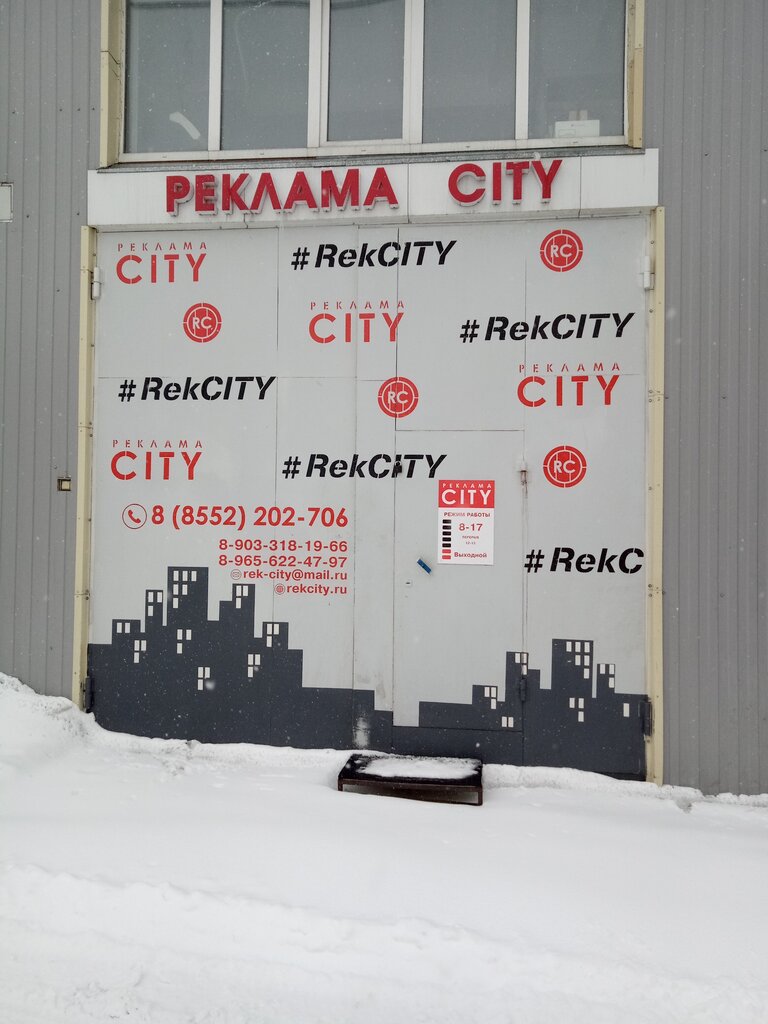 РЕКЛАМА CITY
РЕКЛАМА
CITY
#RekCITY
RC
RC
РЕКЛАМА
CITY
#RekCITY
#RekCITY
RC
РЕКЛАМА
CITY
РЕКЛАМА
CITY
#RekCITY
RC
8 (8552) 202-706
8-903-318-19-66
8-965-622-47-97
rek-city@mail.ru
rekcity.ru
РЕКЛАМА
CITY
РЕЖИМ РАБОТЫ
8-17
Выходной
#RekC